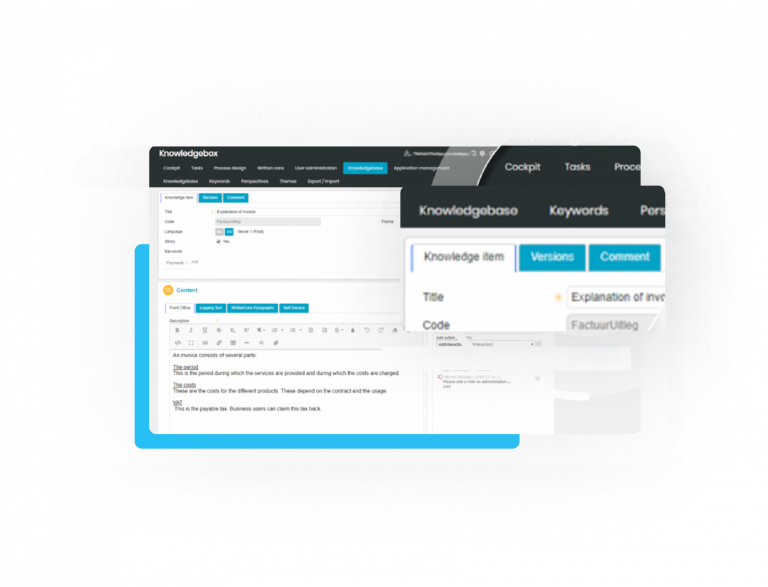 Knowledgebox
Cockpit Tasks Process design Written care User administration Knowledgebase Application management
Knowledgebase Keywords Perspectives Themes Export / Import
Knowledge item Versions Comment
Title Explanation of invoice
Code FactuurUitleg Theme
Language
Sticky Yes
Keywords
Payments Add
Content
Front Office Logging Text WrittenCare Paragraphs Self Service
Description
An invoice consists of several parts.
The period
This is the period during which the services are provided and during which the costs are charged.
The costs
These are the costs for the different products. These depend on the contract and the usage.
VAT
This is the payable tax. Business users can claim this tax back.
Cockpit Tasks Proce
Knowledgebase Keywords Pers
Knowledge item Versions Comment
Title Explanation of invo
Code FactuurUitleg